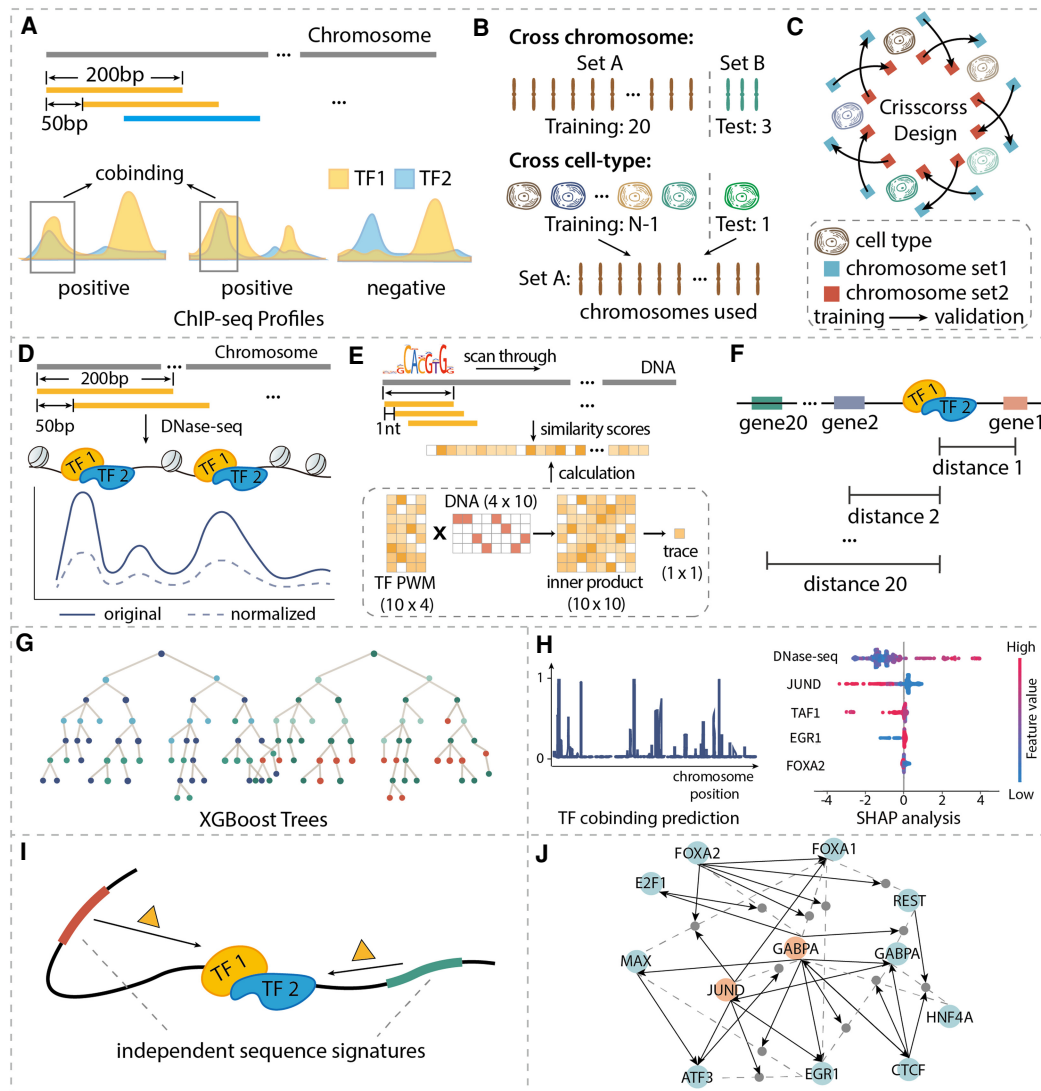 A
Chromosome
...
200bp
50bp
...
cobinding
TF1
TF2
positive
positive
negative
ChIP-seq Profiles
B
Cross chromosome:
Set A
Set B
...
Training: 20
Test: 3
Cross cell-type:
...
Training: N-1
Test: 1
Set A:
...
chromosomes used
C
Crisscorss
Design
cell type
chromosome set1
chromosome set2
training
validation
D
Chromosome
...
200bp
...
50bp
DNase-seq
TF 1
TF 2
TF 1
TF 2
original
normalized
E
CACGTG
scan through
DNA
...
...
1nt
similarity scores
...
calculation
DNA (4 x 10)
X
TF PWM
(10 x 4)
inner product
(10 x 10)
trace
(1 x 1)
F
...
TF 1
TF 2
gene20
gene2
gene1
distance 1
distance 2
...
distance 20
G
XGBoost Trees
H
1
0
chromosome
position
TF cobinding prediction
DNase-seq
JUND
TAF1
EGR1
FOXA2
-4
-2
0
2
4
SHAP analysis
High
Feature value
Low
I
TF 1
TF 2
independent sequence signatures
J
FOXA2
FOXA1
E2F1
REST
GABPA
MAX
GABPA
JUND
HNF4A
ATF3
EGR1
CTCF